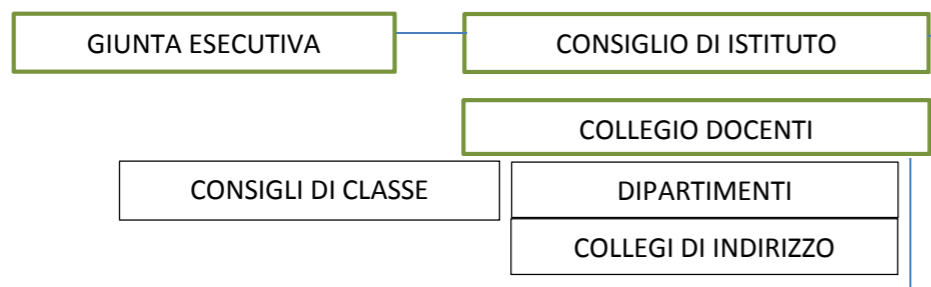 GIUNTA ESECUTIVA
CONSIGLIO DI ISTITUTO
COLLEGIO DOCENTI
CONSIGLI DI CLASSE
DIPARTIMENTI
COLLEGI DI INDIRIZZO